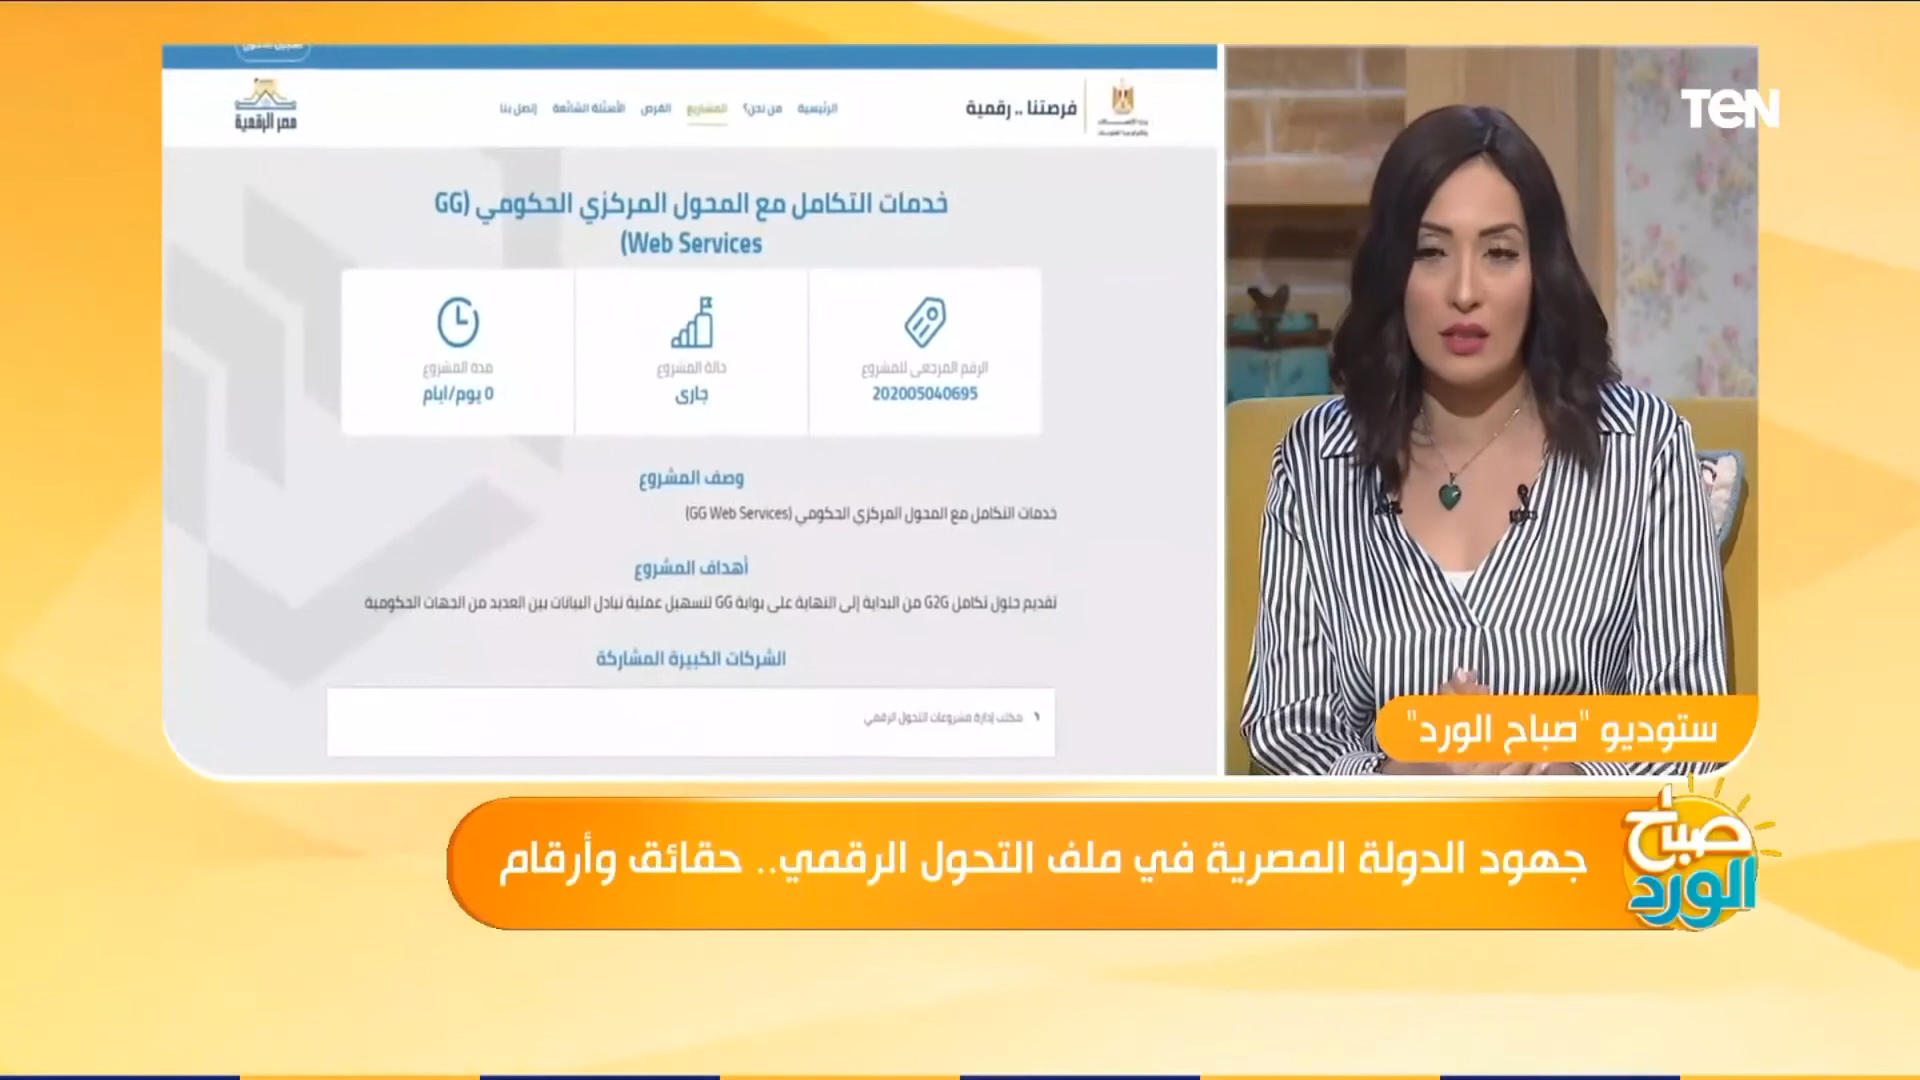 TEN
فرصتنا .. رقمية
الرئيسية من نحن؟ المشاريع الفرص الأسئلة الشائعة إتصل بنا
مصر الرقمية
خدمات التكامل مع المحول المركزي الحكومي (GG
Web Services)
الرقم المرجعى للمشروع
202005040695
حالة المشروع
جارى
مدة المشروع
0 يوم/ايام
وصف المشروع
خدمات التكامل مع المحول المركزي الحكومي (GG Web Services)
أهداف المشروع
تقديم حلول تكامل G2G من البداية إلى النهاية على بوابة GG لتسهيل عملية تبادل البيانات بين العديد من الجهات الحكومية
الشركات الكبيرة المشاركة
١ مكتب إدارة مشروعات التحول الرقمي
ستوديو "صباح الورد"
جهود الدولة المصرية في ملف التحول الرقمي.. حقائق وأرقام
صباح
الورد